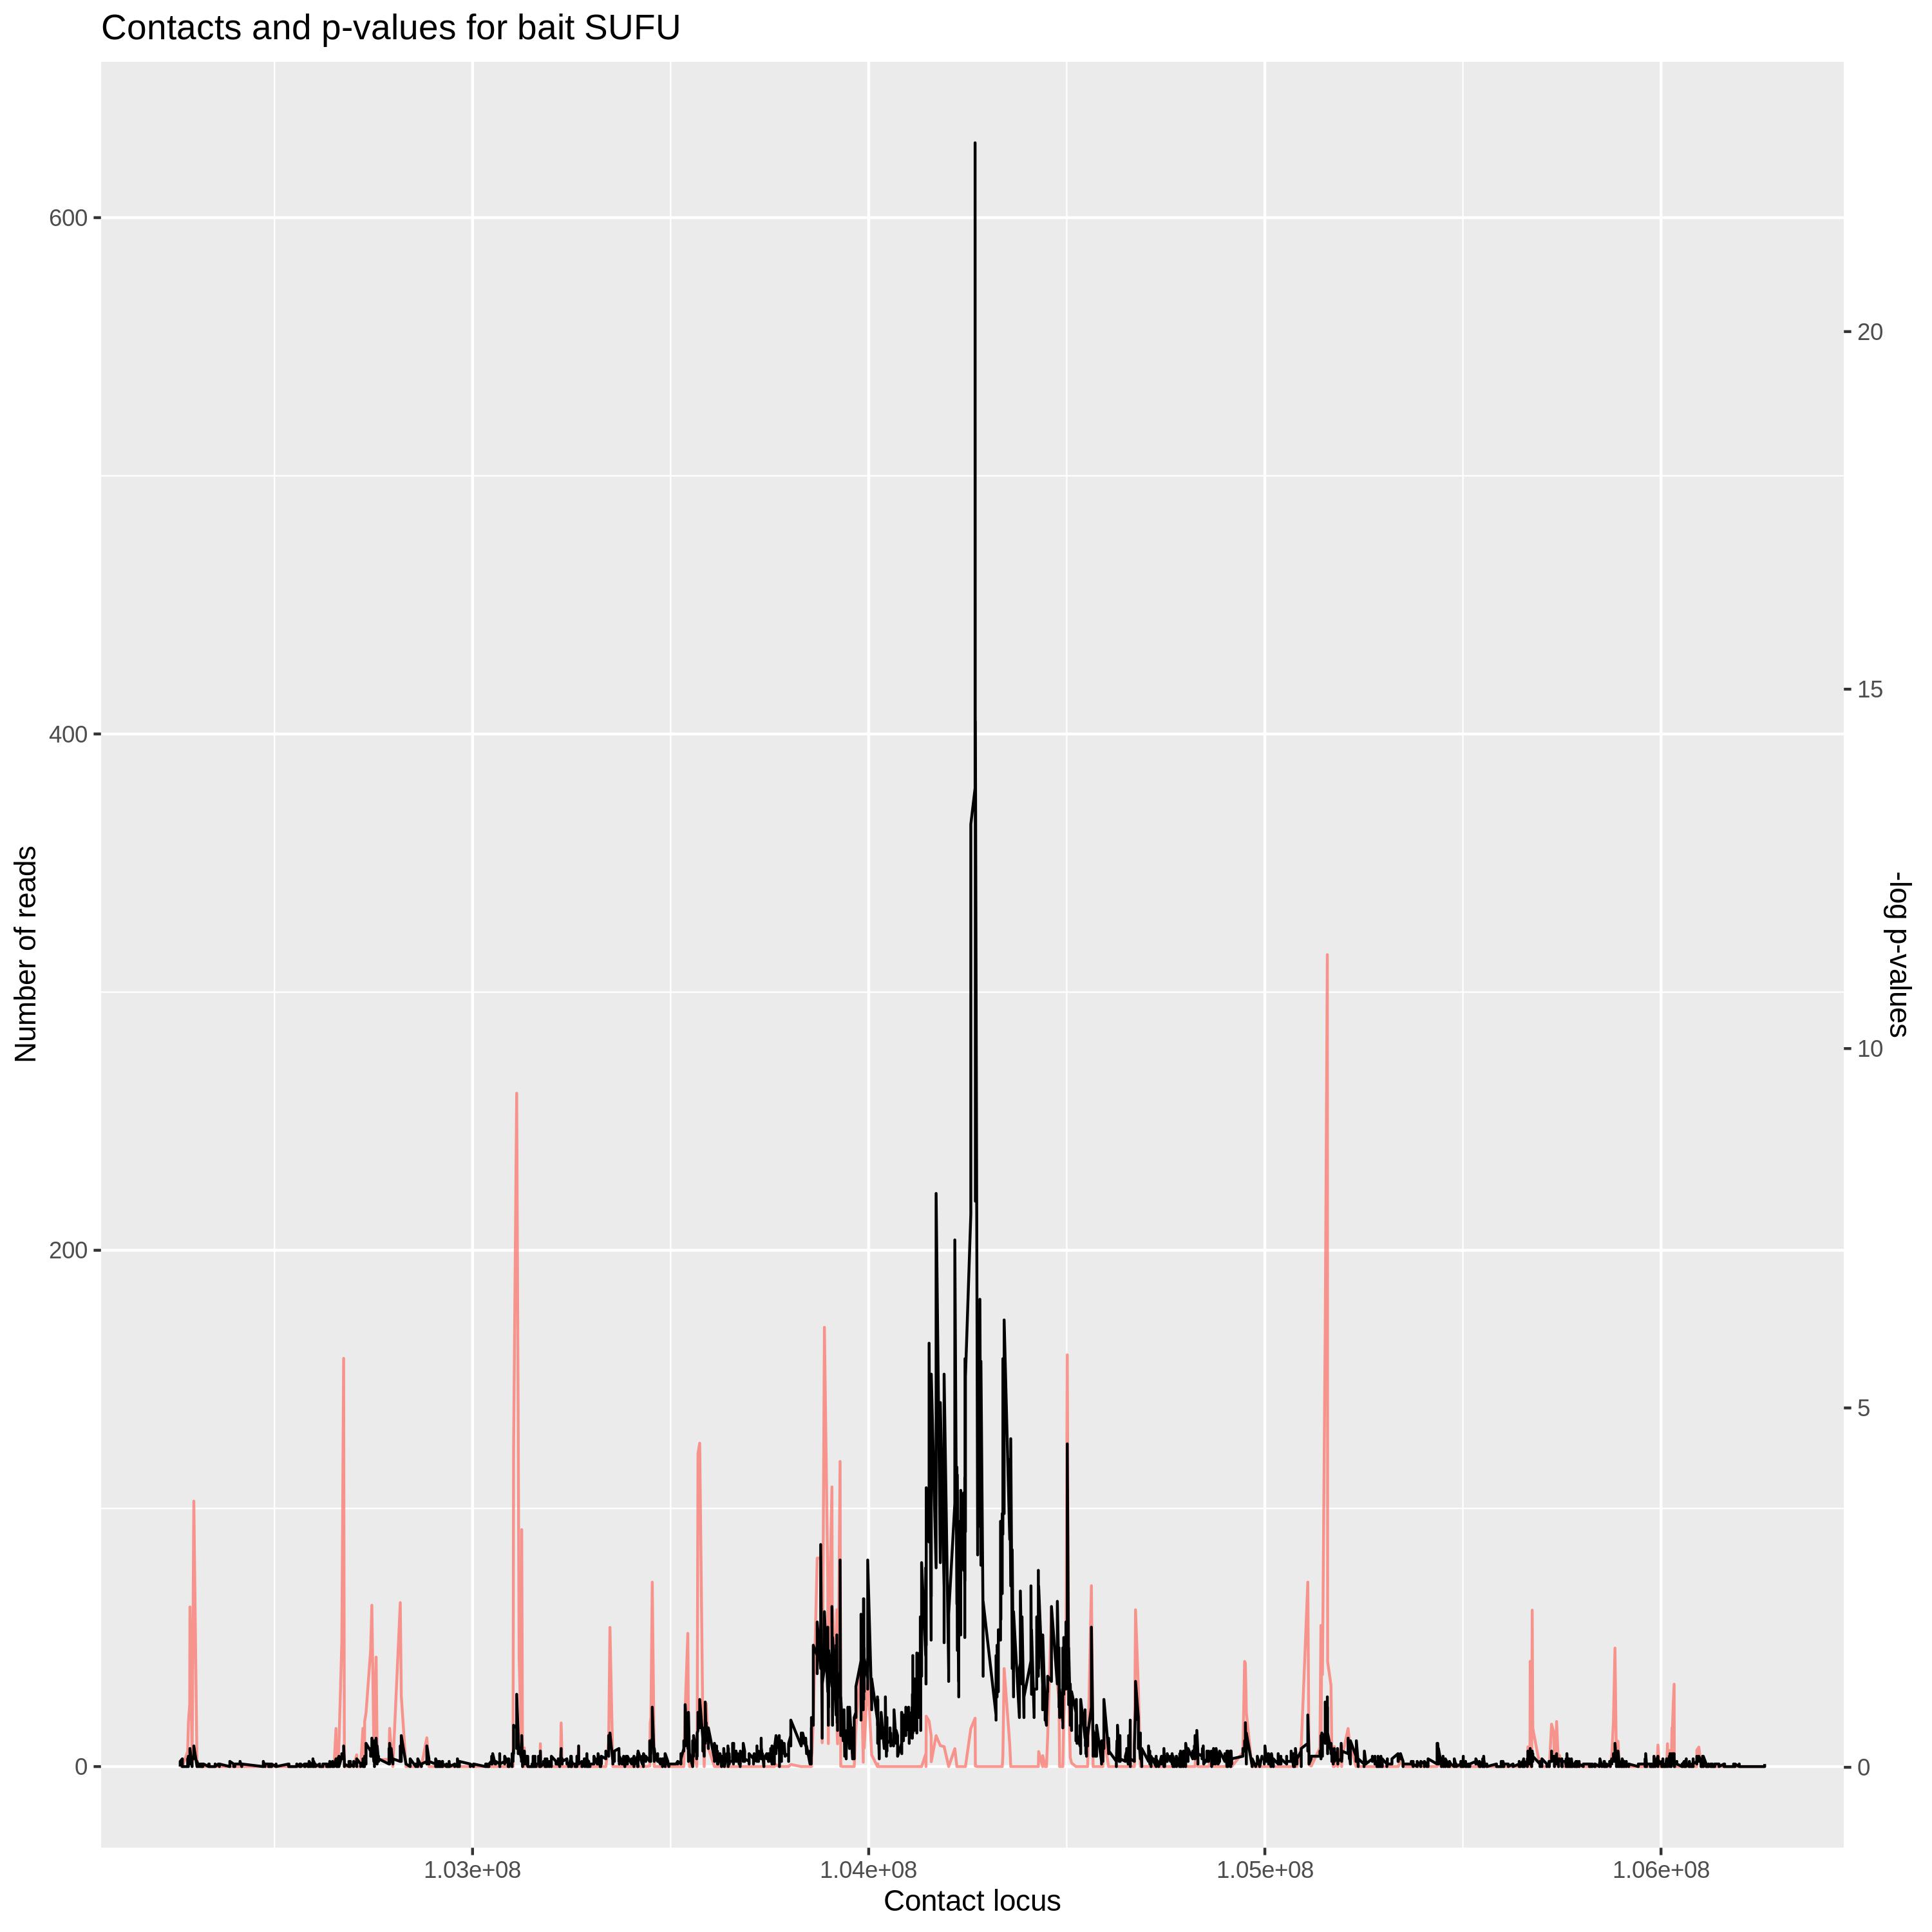 Contacts and p-values for bait SUFU
600
400
200
0
Number of reads
20
15
10
5
0
-log p-values
1.03e+08
1.04e+08
1.05e+08
1.06e+08
Contact locus